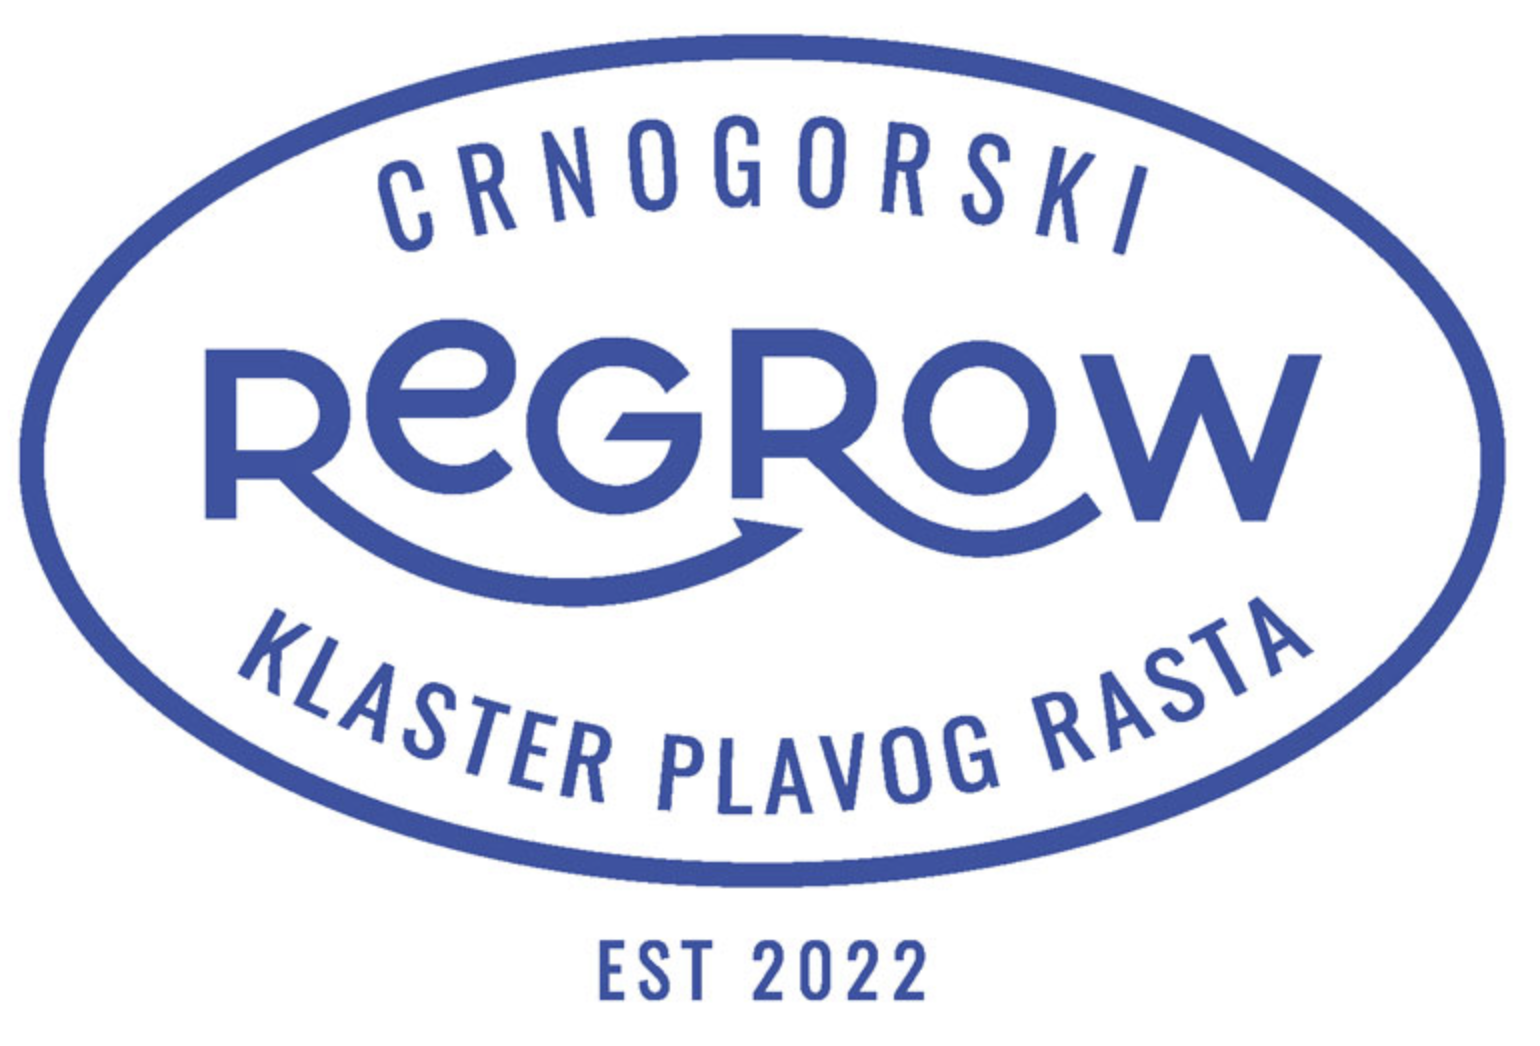 CRNOGORSKI
ReGROW
KLASTER PLAVOG RASTA
EST 2022